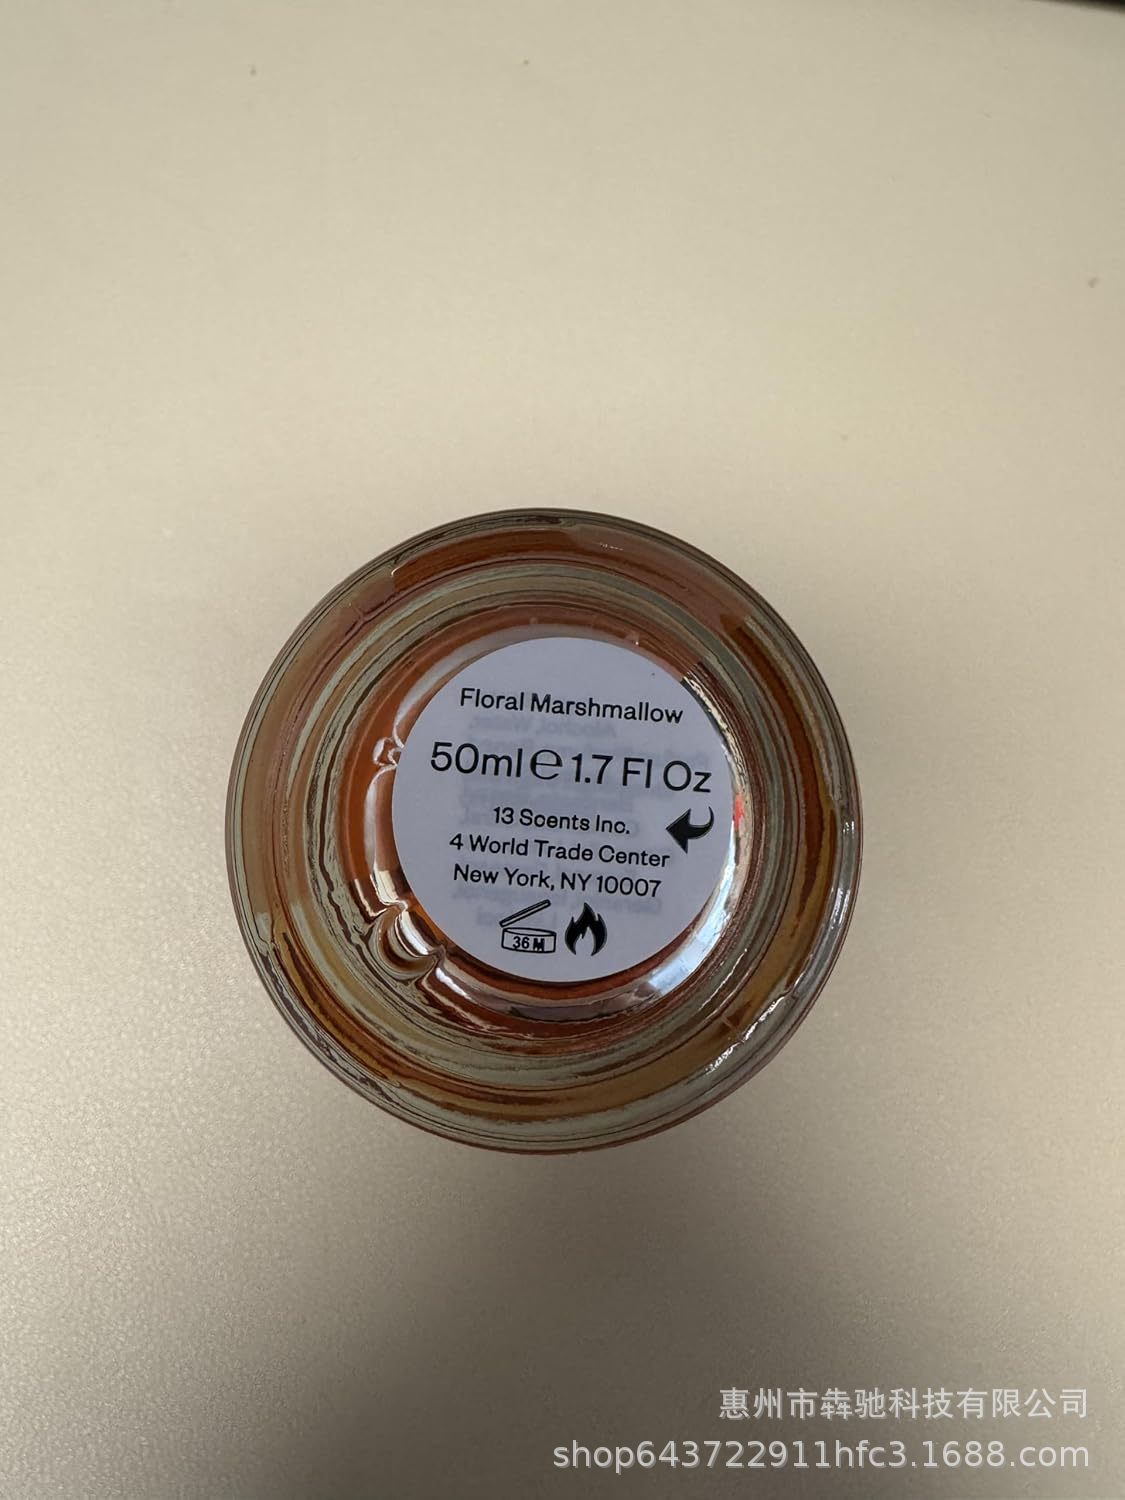 Floral Marshmallow
50ml ℮ 1.7 Fl Oz
13 Scents Inc.
4 World Trade Center
New York, NY 10007
36 M
惠州市犇驰科技有限公司
shop643722911hfc3.1688.com